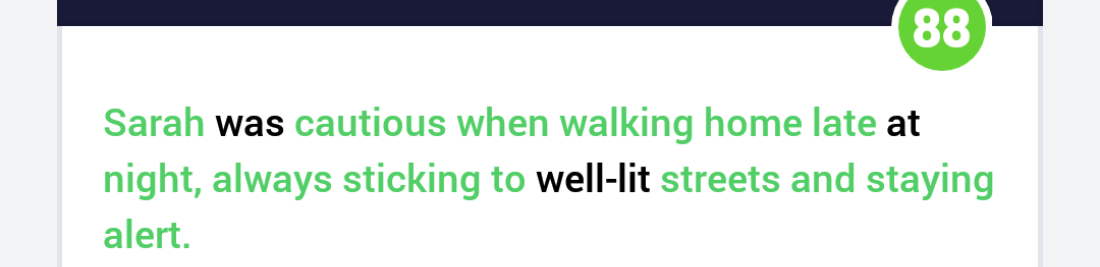 88
Sarah was cautious when walking home late at
night, always sticking to well-lit streets and staying
alert.